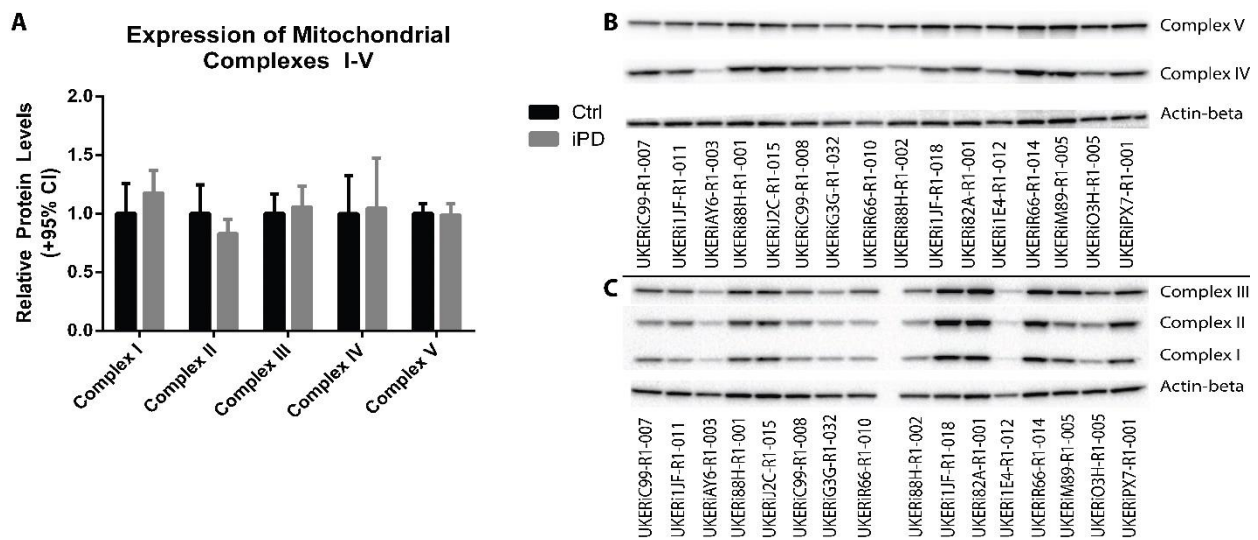 A
Expression of Mitochondrial
Complexes I-V
Relative Protein Levels
(+95% CI)
2.0
1.5
1.0
0.5
0.0
Complex I
Complex II
Complex III
Complex IV
Complex V
Ctrl
iPD
B
Complex V
Complex IV
Actin-beta
UKERiC99-R1-007
UKERi1JF-R1-011
UKERiAY6-R1-003
UKERi88H-R1-001
UKERiJ2C-R1-015
UKERiC99-R1-008
UKERiG3G-R1-032
UKERiR66-R1-010
UKERi88H-R1-002
UKERi1JF-R1-018
UKERi82A-R1-001
UKERi1E4-R1-012
UKERiR66-R1-014
UKERiM89-R1-005
UKERiO3H-R1-005
UKERiPX7-R1-001
C
Complex III
Complex II
Complex I
Actin-beta
UKERiC99-R1-007
UKERi1JF-R1-011
UKERiAY6-R1-003
UKERi88H-R1-001
UKERiJ2C-R1-015
UKERiC99-R1-008
UKERiG3G-R1-032
UKERiR66-R1-010
UKERi88H-R1-002
UKERi1JF-R1-018
UKERi82A-R1-001
UKERi1E4-R1-012
UKERiR66-R1-014
UKERiM89-R1-005
UKERiO3H-R1-005
UKERiPX7-R1-001